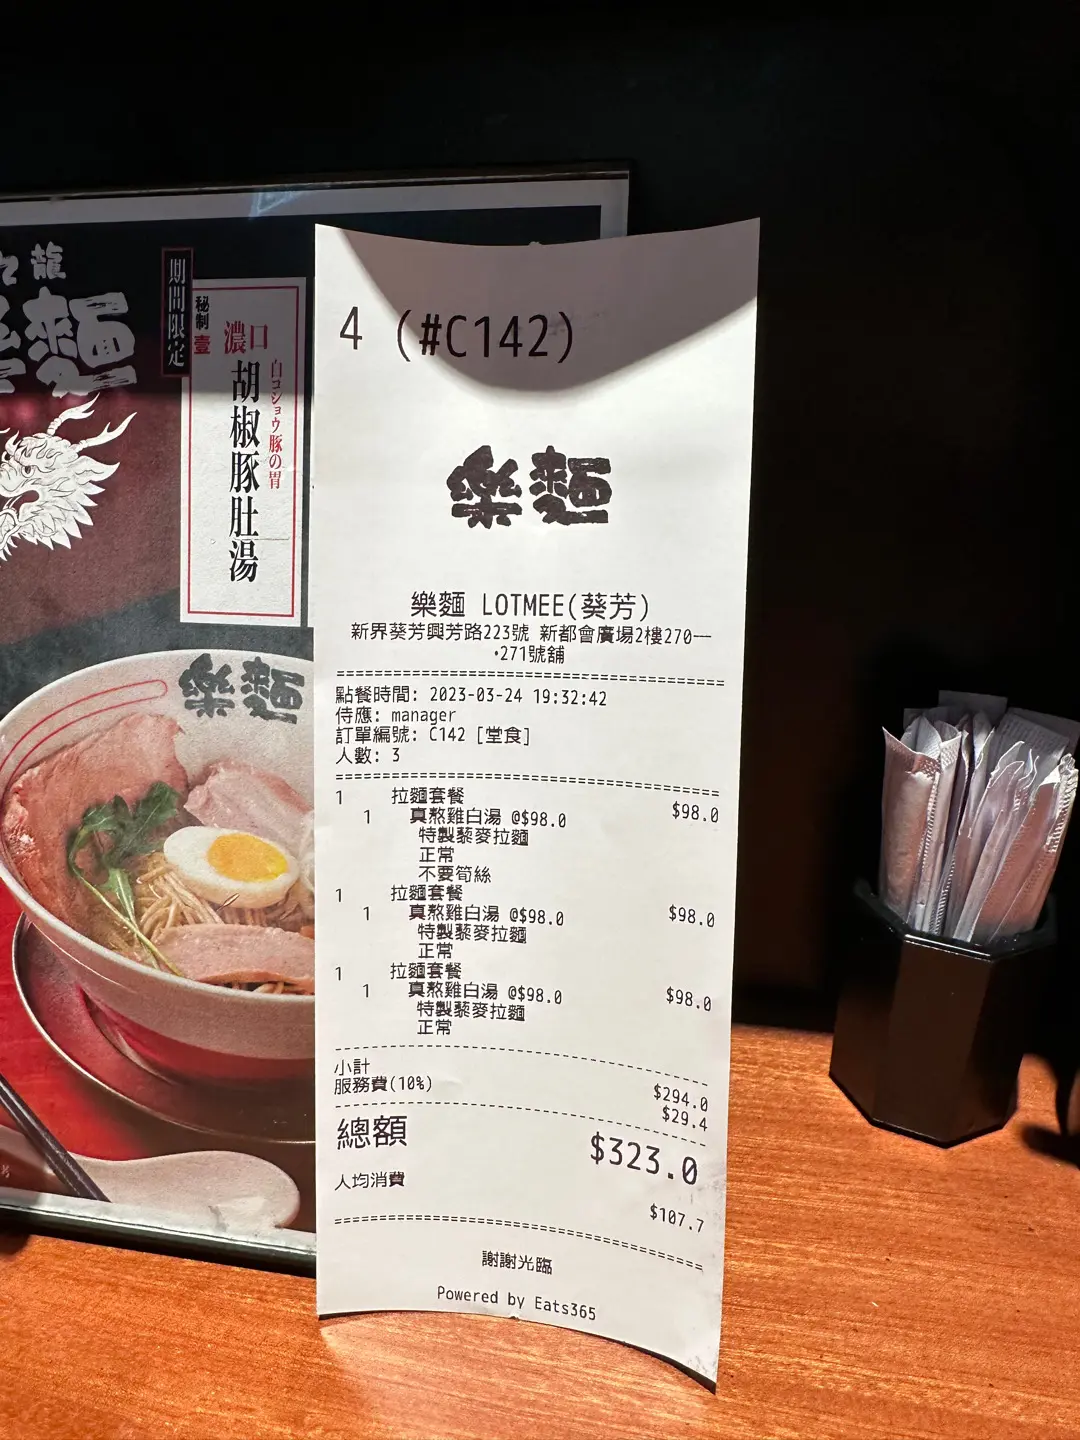 龍
樂麵
期間限定
秘制
壹
濃口
胡椒豚肚湯
白コショウ豚の胃
樂麵
4 (#C142)
樂麵
樂麵 LOTMEE(葵芳)
新界葵芳興芳路223號 新都會廣場2樓270—
·271號舖
點餐時間: 2023-03-24 19:32:42
侍應: manager
訂單編號: C142 [堂食]
人數: 3
1 拉麵套餐 $98.0
1 真熬雞白湯 @$98.0
特製藜麥拉麵
正常
不要筍絲
1 拉麵套餐 $98.0
1 真熬雞白湯 @$98.0
特製藜麥拉麵
正常
1 拉麵套餐 $98.0
1 真熬雞白湯 @$98.0
特製藜麥拉麵
正常
小計 $294.0
服務費(10%) $29.4
總額 $323.0
人均消費 $107.7
謝謝光臨
Powered by Eats365